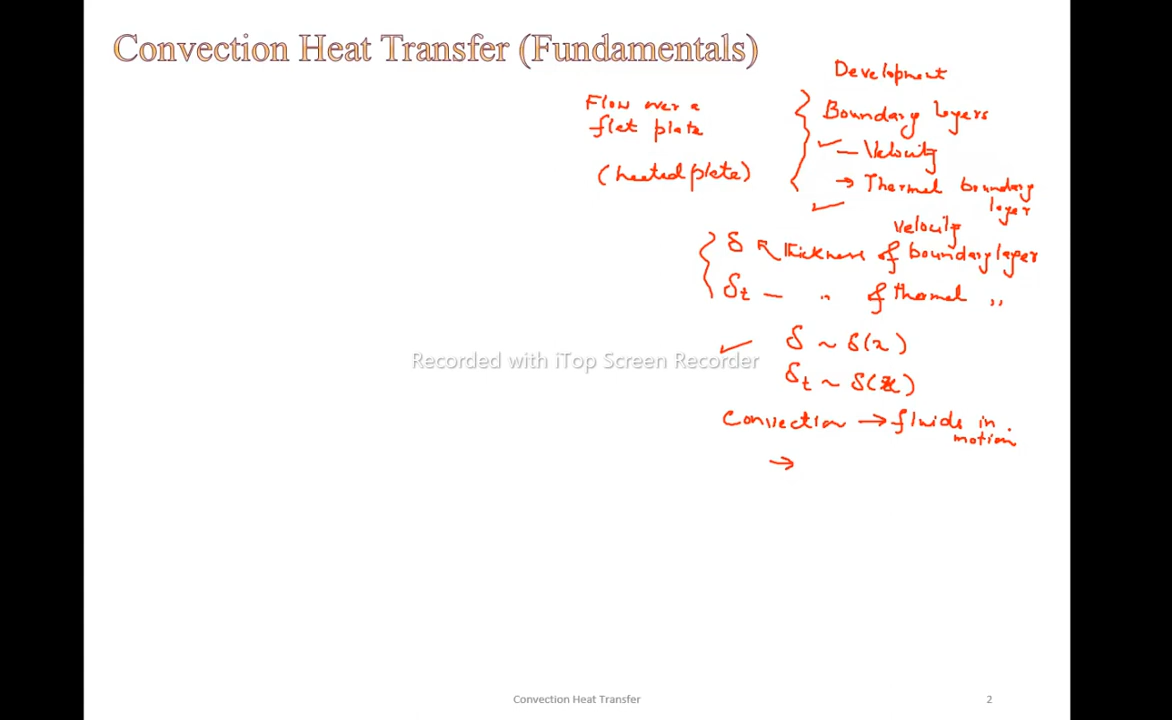 Convection Heat Transfer (Fundamentals)
Development
Flow over a
flat plate
(heated plate)
Boundary layers
– Velocity
→ Thermal boundary
layer
velocity
δ thickness of boundary layer
δt – " of thermal "
δ ~ δ(x)
δt ~ δ(x)
Recorded with iTop Screen Recorder
Convection → fluids in
motion
→
Convection Heat Transfer
2